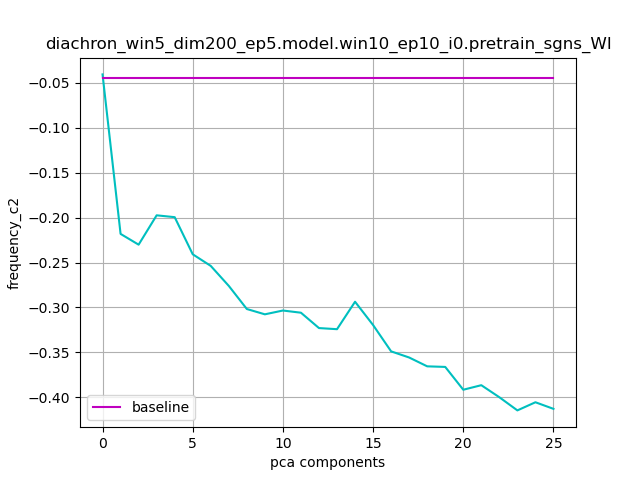 diachron_win5_dim200_ep5.model.win10_ep10_i0.pretrain_sgns_WI
frequency_c2
−0.05
−0.10
−0.15
−0.20
−0.25
−0.30
−0.35
−0.40
baseline
0 5 10 15 20 25
pca components